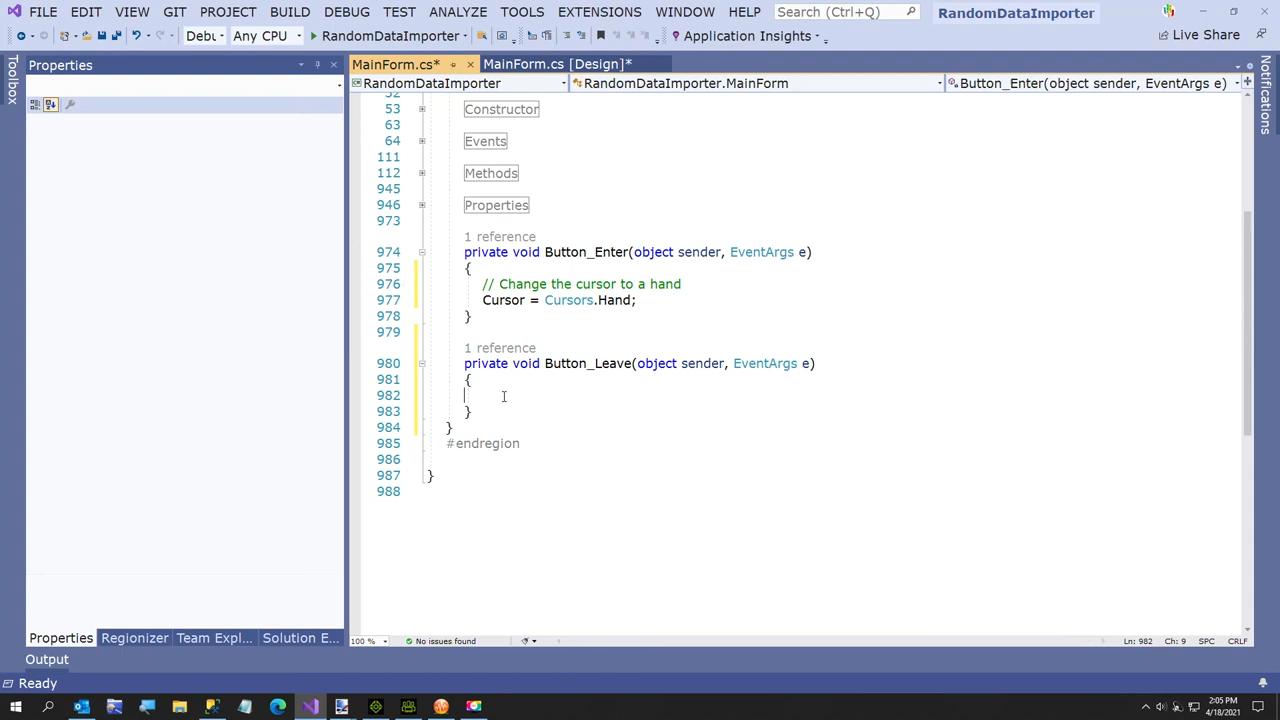 FILE EDIT VIEW GIT PROJECT BUILD DEBUG TEST ANALYZE TOOLS EXTENSIONS WINDOW HELP Search (Ctrl+Q) RandomDataImporter
Debu Any CPU RandomDataImporter Application Insights Live Share
Toolbox
Properties
MainForm.cs* MainForm.cs [Design]*
RandomDataImporter RandomDataImporter.MainForm Button_Enter(object sender, EventArgs e)
Notifications
52
53 Constructor
63
64 Events
111
112 Methods
945
946 Properties
973
1 reference
974 private void Button_Enter(object sender, EventArgs e)
975 {
976 // Change the cursor to a hand
977 Cursor = Cursors.Hand;
978 }
979
1 reference
980 private void Button_Leave(object sender, EventArgs e)
981 {
982
983 }
984 }
985 #endregion
986
987 }
988
Properties Regionizer Team Expl... Solution E...
100 % No issues found Ln: 982 Ch: 9 SPC CRLF
Output
Ready
2:05 PM
4/18/2021